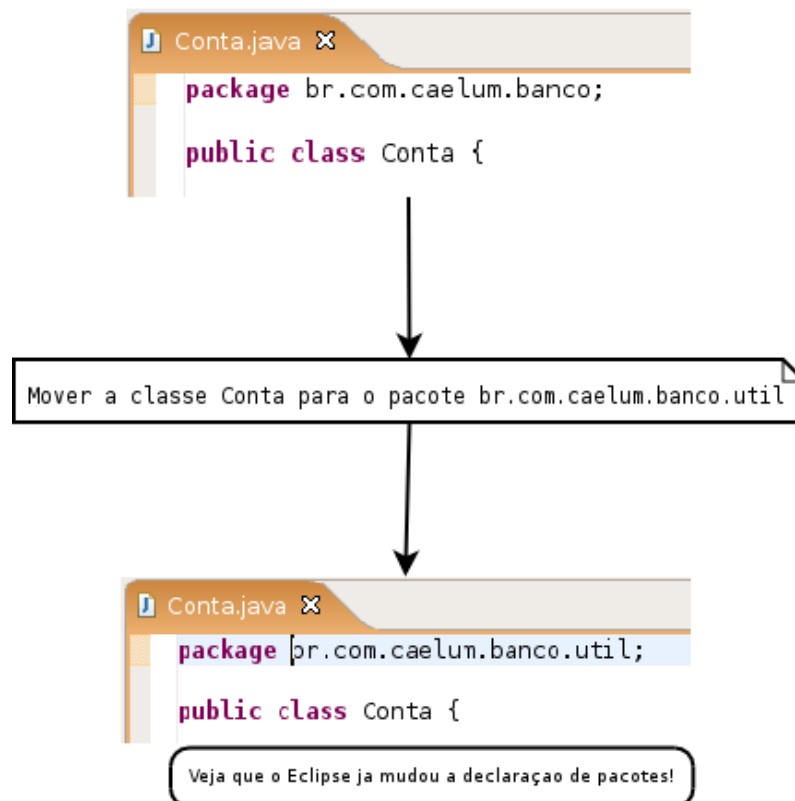 Conta.java
package br.com.caelum.banco;
public class Conta {
Mover a classe Conta para o pacote br.com.caelum.banco.util
Conta.java
package br.com.caelum.banco.util;
public class Conta {
Veja que o Eclipse ja mudou a declaraçao de pacotes!